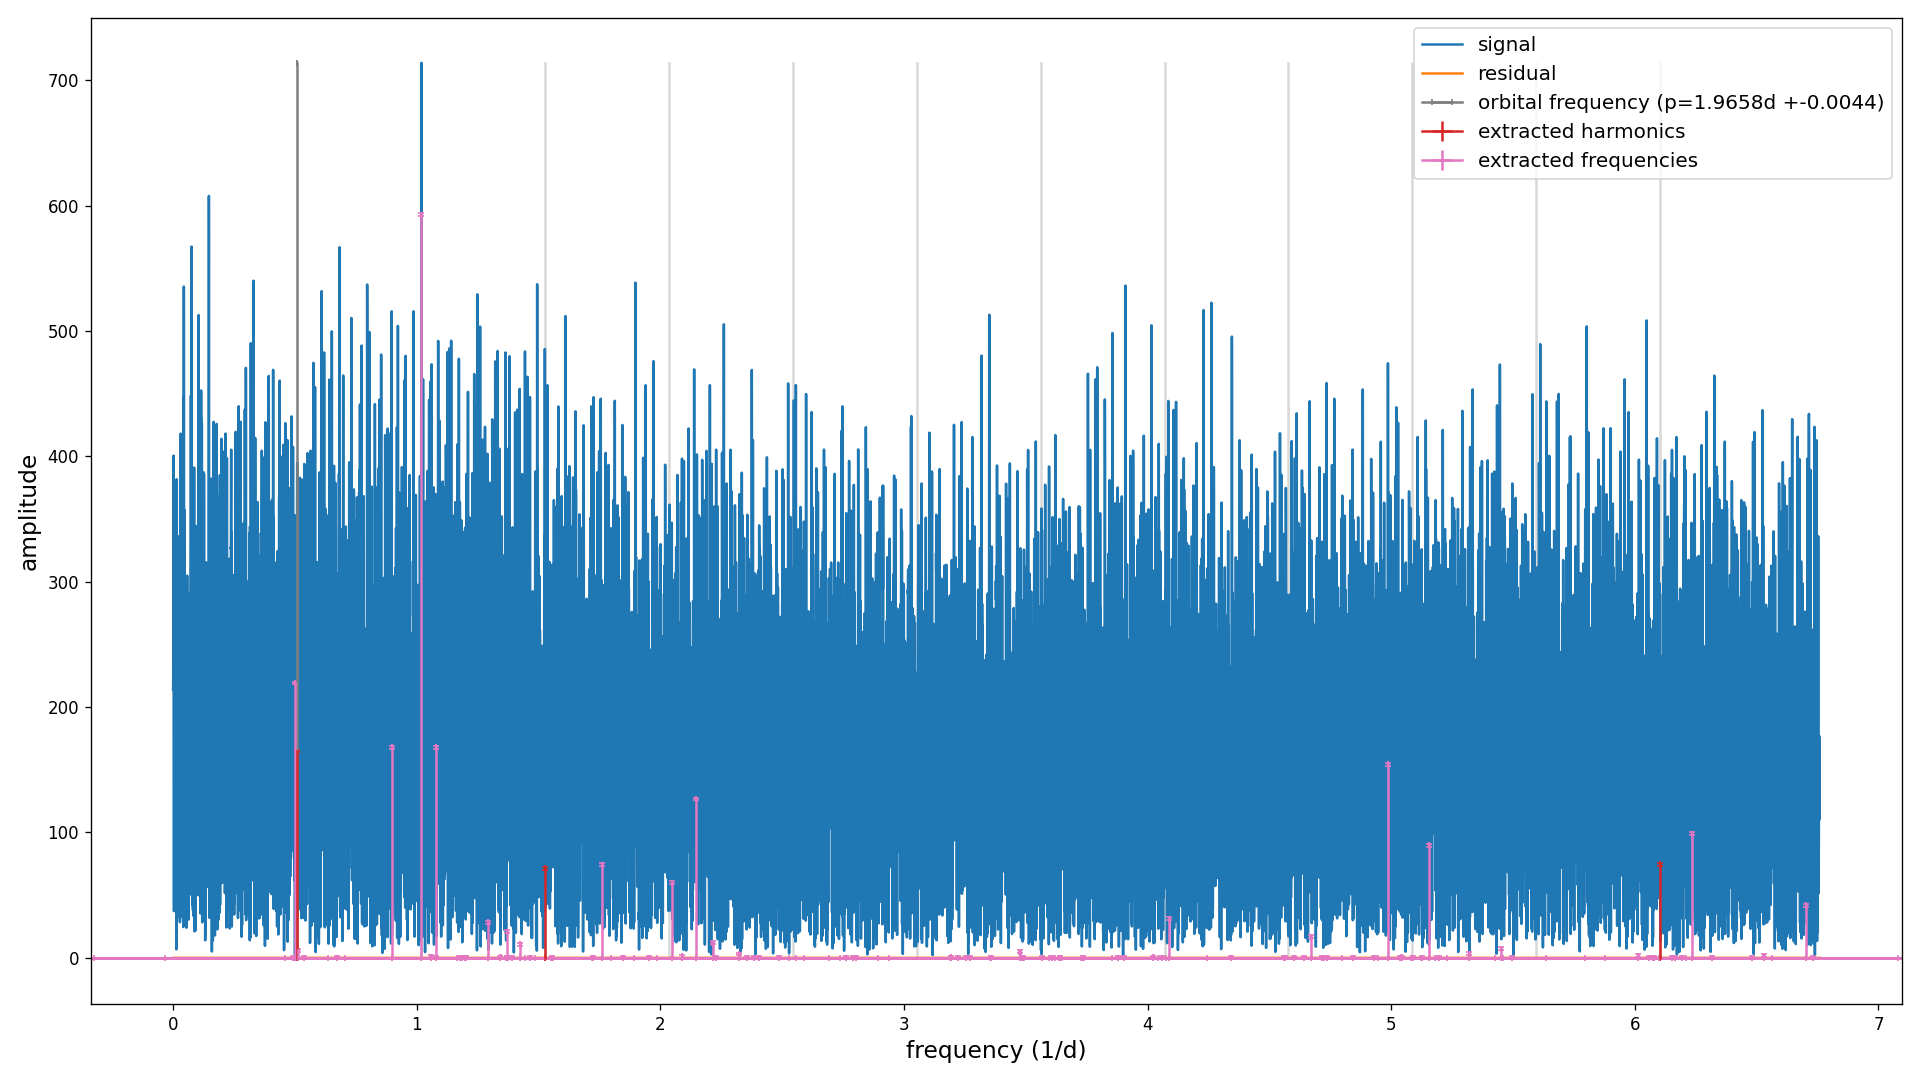 signal
residual
orbital frequency (p=1.9658d +-0.0044)
extracted harmonics
extracted frequencies
700
600
500
400
300
200
100
0
amplitude
0 1 2 3 4 5 6 7
frequency (1/d)